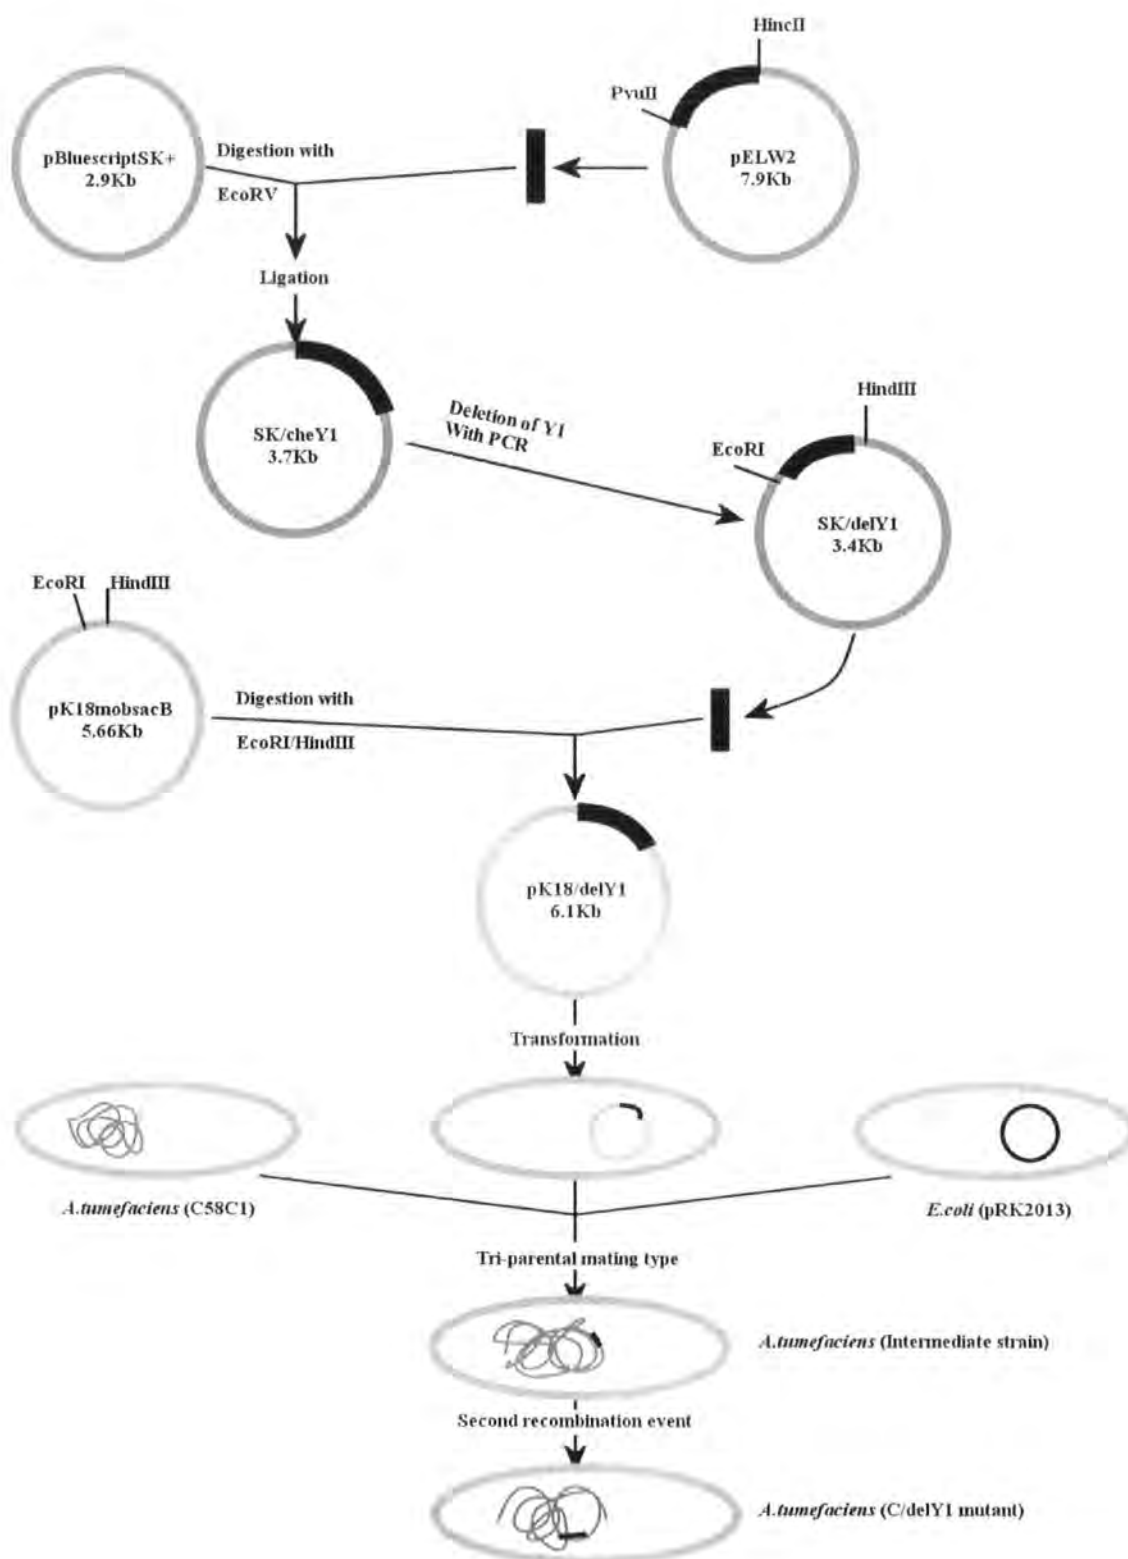 HincII
PvuII
pBluescriptSK+
2.9Kb
Digestion with
EcoRV
pELW2
7.9Kb
Ligation
SK/cheY1
3.7Kb
Deletion of Y1
With PCR
HindIII
EcoRI
SK/delY1
3.4Kb
EcoRI
HindIII
pK18mobsacB
5.66Kb
Digestion with
EcoRI/HindIII
pK18/delY1
6.1Kb
Transformation
A.tumefaciens (C58C1)
E.coli (pRK2013)
Tri-parental mating type
A.tumefaciens (Intermediate strain)
Second recombination event
A.tumefaciens (C/delY1 mutant)